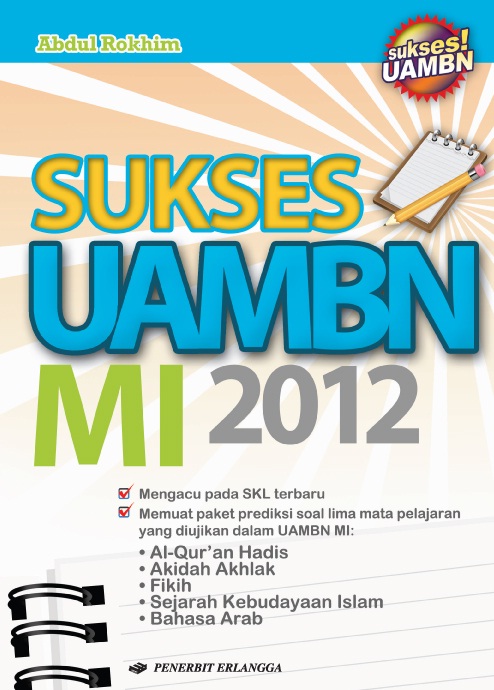 Abdul Rokhim
sukses!
UAMBN
SUKSES
UAMBN
MI 2012
Mengacu pada SKL terbaru
Memuat paket prediksi soal lima mata pelajaran
yang diujikan dalam UAMBN MI:
• Al-Qur'an Hadis
• Akidah Akhlak
• Fikih
• Sejarah Kebudayaan Islam
• Bahasa Arab
PENERBIT ERLANGGA